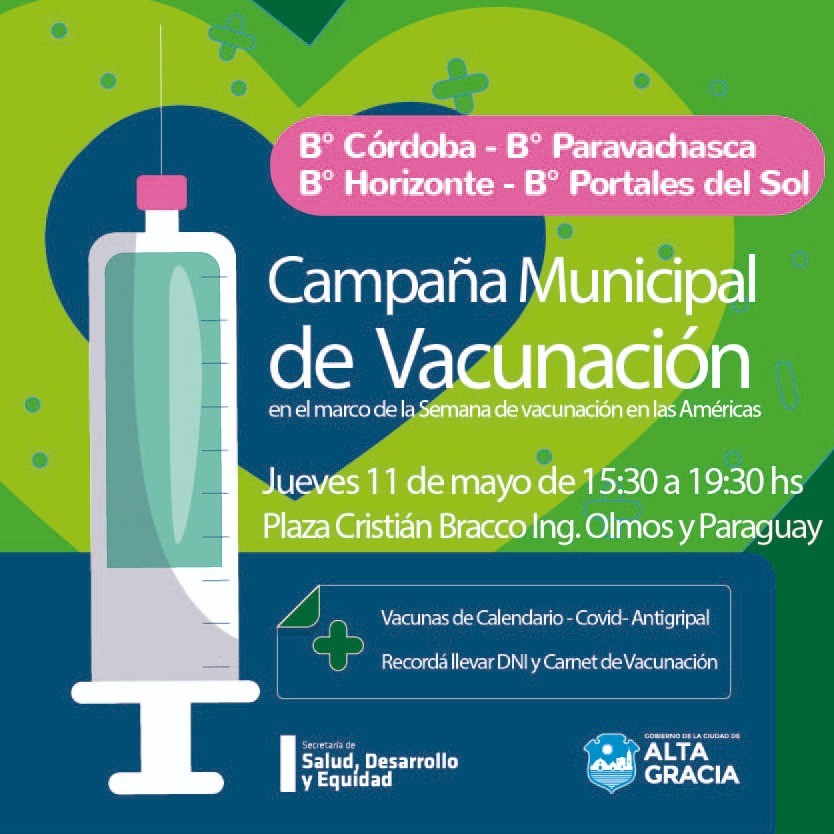 B° Córdoba - B° Paravachasca
B° Horizonte - B° Portales del Sol
Campaña Municipal
de Vacunación
en el marco de la Semana de vacunación en las Américas
Jueves 11 de mayo de 15:30 a 19:30 hs
Plaza Cristián Bracco Ing. Olmos y Paraguay
Vacunas de Calendario - Covid- Antigripal
Recordá llevar DNI y Carnet de Vacunación
Secretaría de
Salud, Desarrollo
y Equidad
GOBIERNO DE LA CIUDAD DE
ALTA
GRACIA